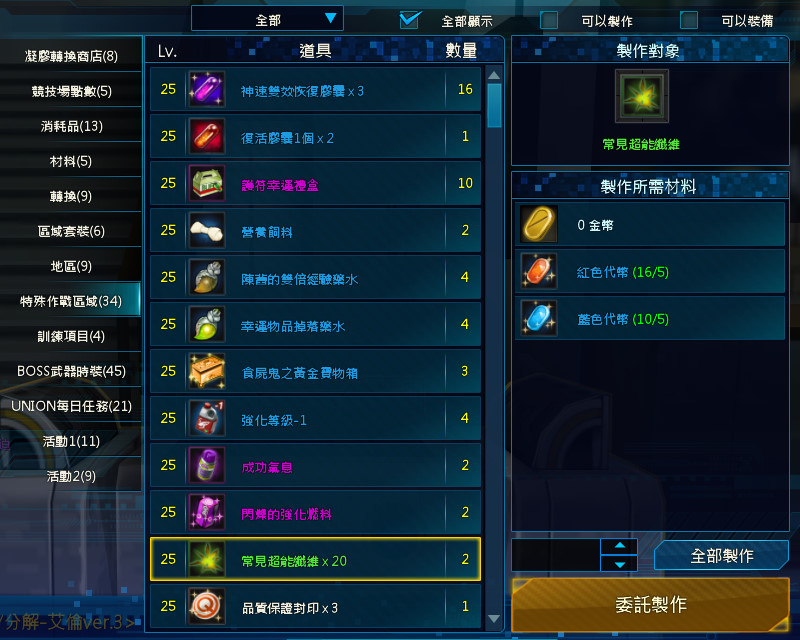 全部
全部顯示
可以製作
可以裝備
凝膠轉換商店(8)
競技場點數(5)
消耗品(13)
材料(5)
轉換(9)
區域套裝(6)
地區(9)
特殊作戰區域(34)
訓練項目(4)
BOSS武器時裝(45)
UNION每日任務(21)
活動1(11)
活動2(9)
Lv. 道具 數量
25 神速雙效恢復膠囊 x 3 16
25 復活膠囊1個 x 2 1
25 護符幸運禮盒 10
25 營養飼料 2
25 陳舊的雙倍經驗藥水 4
25 幸運物品掉落藥水 4
25 食屍鬼之黃金寶物箱 3
25 強化等級-1 4
25 成功氣息 2
25 閃爍的強化燃料 2
25 常見超能纖維 x 20 2
25 品質保證封印 x 3 1
製作對象
常見超能纖維
製作所需材料
0 金幣
紅色代幣 (16/5)
藍色代幣 (10/5)
全部製作
委託製作
/分解-艾倫ver.3>